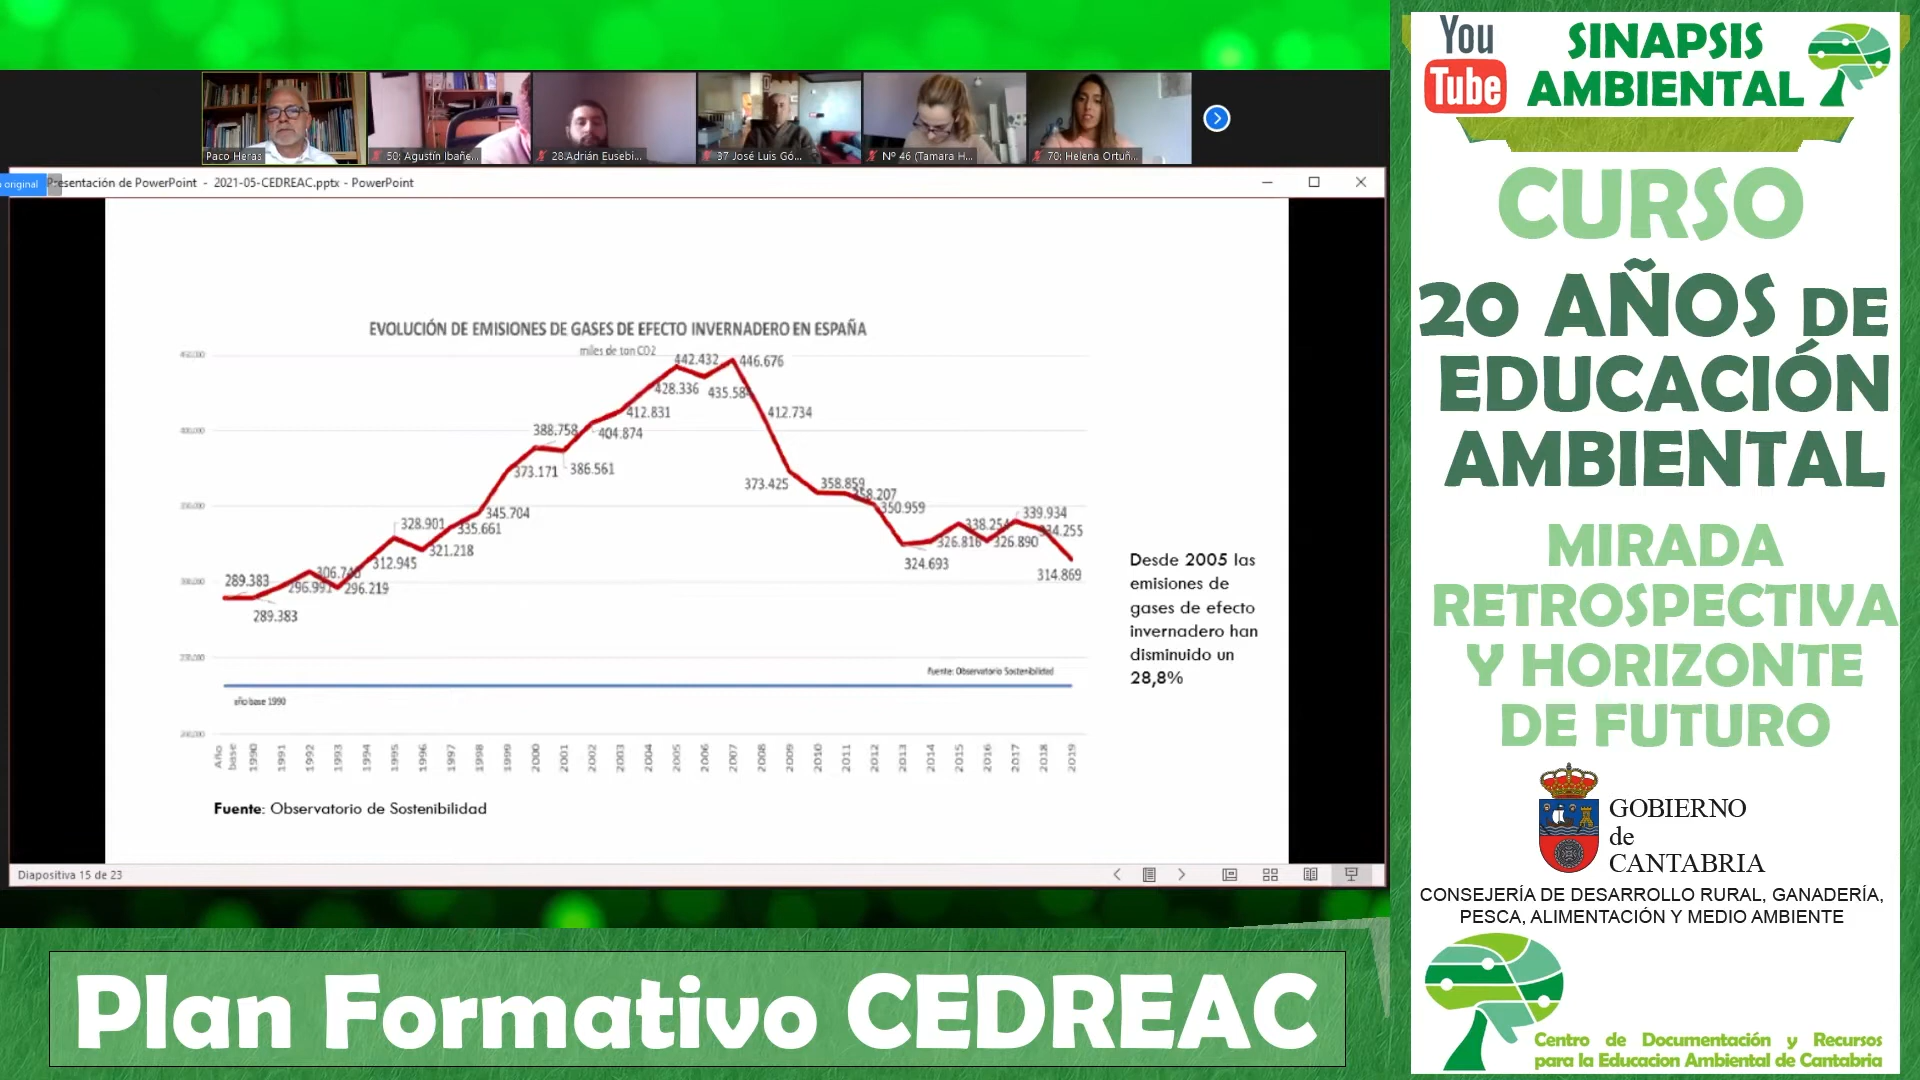 Paco Heras
50: Agustín Ibañe...
28:Adrián Eusebi...
37 José Luis Gó...
Nº 46 (Tamara H...
70: Helena Ortuñ...
original
Presentación de PowerPoint - 2021-05-CEDREAC.pptx - PowerPoint
EVOLUCIÓN DE EMISIONES DE GASES DE EFECTO INVERNADERO EN ESPAÑA
miles de ton CO2
450.000
400.000
350.000
300.000
289.383
289.383
296.991
296.219
312.945
328.901
321.218
335.661
345.704
373.171
388.758
386.561
404.874
412.831
428.336
442.432
435.584
446.676
412.734
373.425
358.859
358.207
350.959
324.693
326.816
338.254
326.890
339.934
334.255
314.869
Desde 2005 las
emisiones de
gases de efecto
invernadero han
disminuido un
28,8%
Fuente: Observatorio Sostenibilidad
año base 1990
Año base 1990 1991 1992 1993 1994 1995 1996 1997 1998 1999 2000 2001 2002 2003 2004 2005 2006 2007 2008 2009 2010 2011 2012 2013 2014 2015 2016 2017 2018 2019
Fuente: Observatorio de Sostenibilidad
Diapositiva 15 de 23
Plan Formativo CEDREAC
You
Tube
SINAPSIS
AMBIENTAL
CURSO
20 AÑOS DE
EDUCACIÓN
AMBIENTAL
MIRADA
RETROSPECTIVA
Y HORIZONTE
DE FUTURO
GOBIERNO
de
CANTABRIA
CONSEJERÍA DE DESARROLLO RURAL, GANADERÍA,
PESCA, ALIMENTACIÓN Y MEDIO AMBIENTE
Centro de Documentación y Recursos
para la Educacion Ambiental de Cantabria